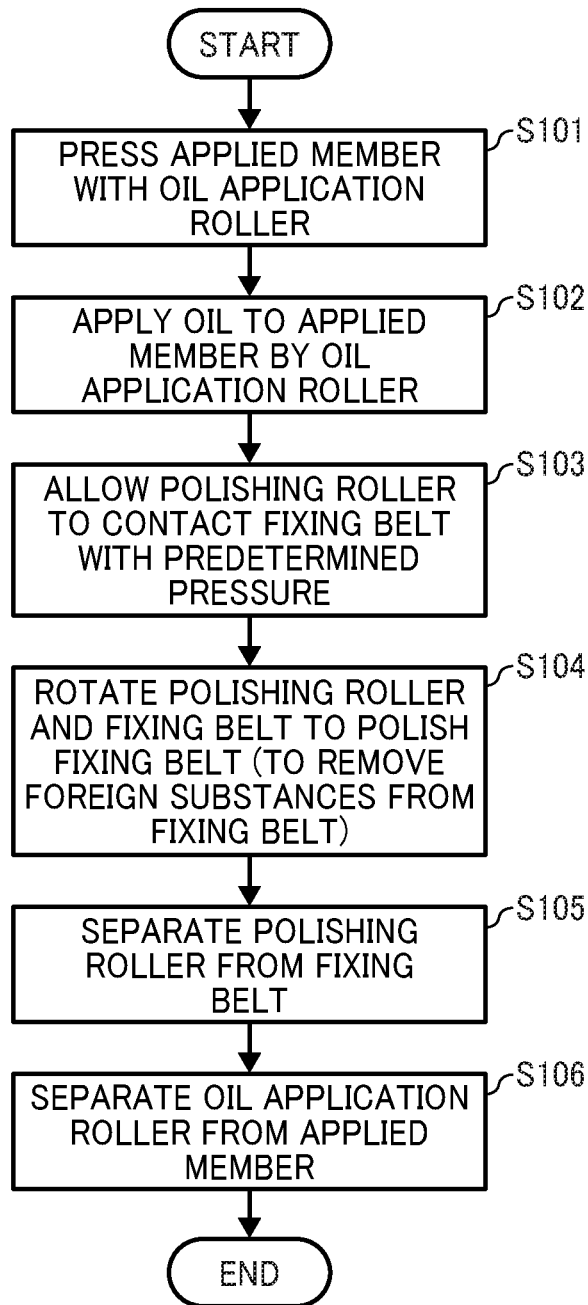 START
S101
PRESS APPLIED MEMBER
WITH OIL APPLICATION
ROLLER
S102
APPLY OIL TO APPLIED
MEMBER BY OIL
APPLICATION ROLLER
S103
ALLOW POLISHING ROLLER
TO CONTACT FIXING BELT
WITH PREDETERMINED
PRESSURE
S104
ROTATE POLISHING ROLLER
AND FIXING BELT TO POLISH
FIXING BELT (TO REMOVE
FOREIGN SUBSTANCES FROM
FIXING BELT)
S105
SEPARATE POLISHING
ROLLER FROM FIXING
BELT
S106
SEPARATE OIL APPLICATION
ROLLER FROM APPLIED
MEMBER
END